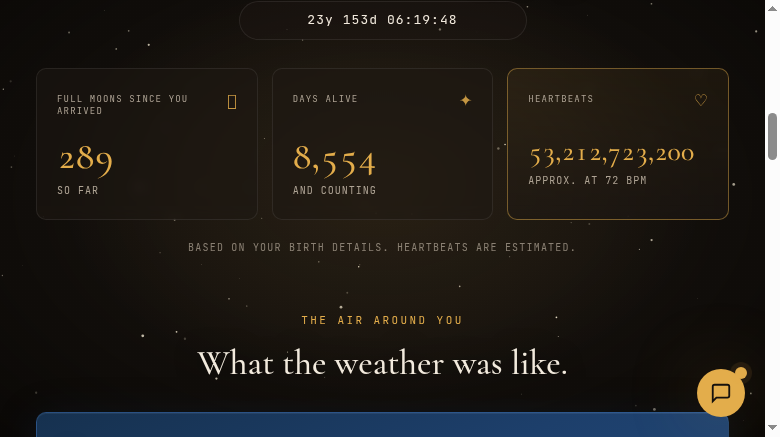 23y 153d 06:19:48
FULL MOONS SINCE YOU
ARRIVED
289
SO FAR
DAYS ALIVE
8,554
AND COUNTING
HEARTBEATS
53,212,723,200
APPROX. AT 72 BPM
BASED ON YOUR BIRTH DETAILS. HEARTBEATS ARE ESTIMATED.
THE AIR AROUND YOU
What the weather was like.